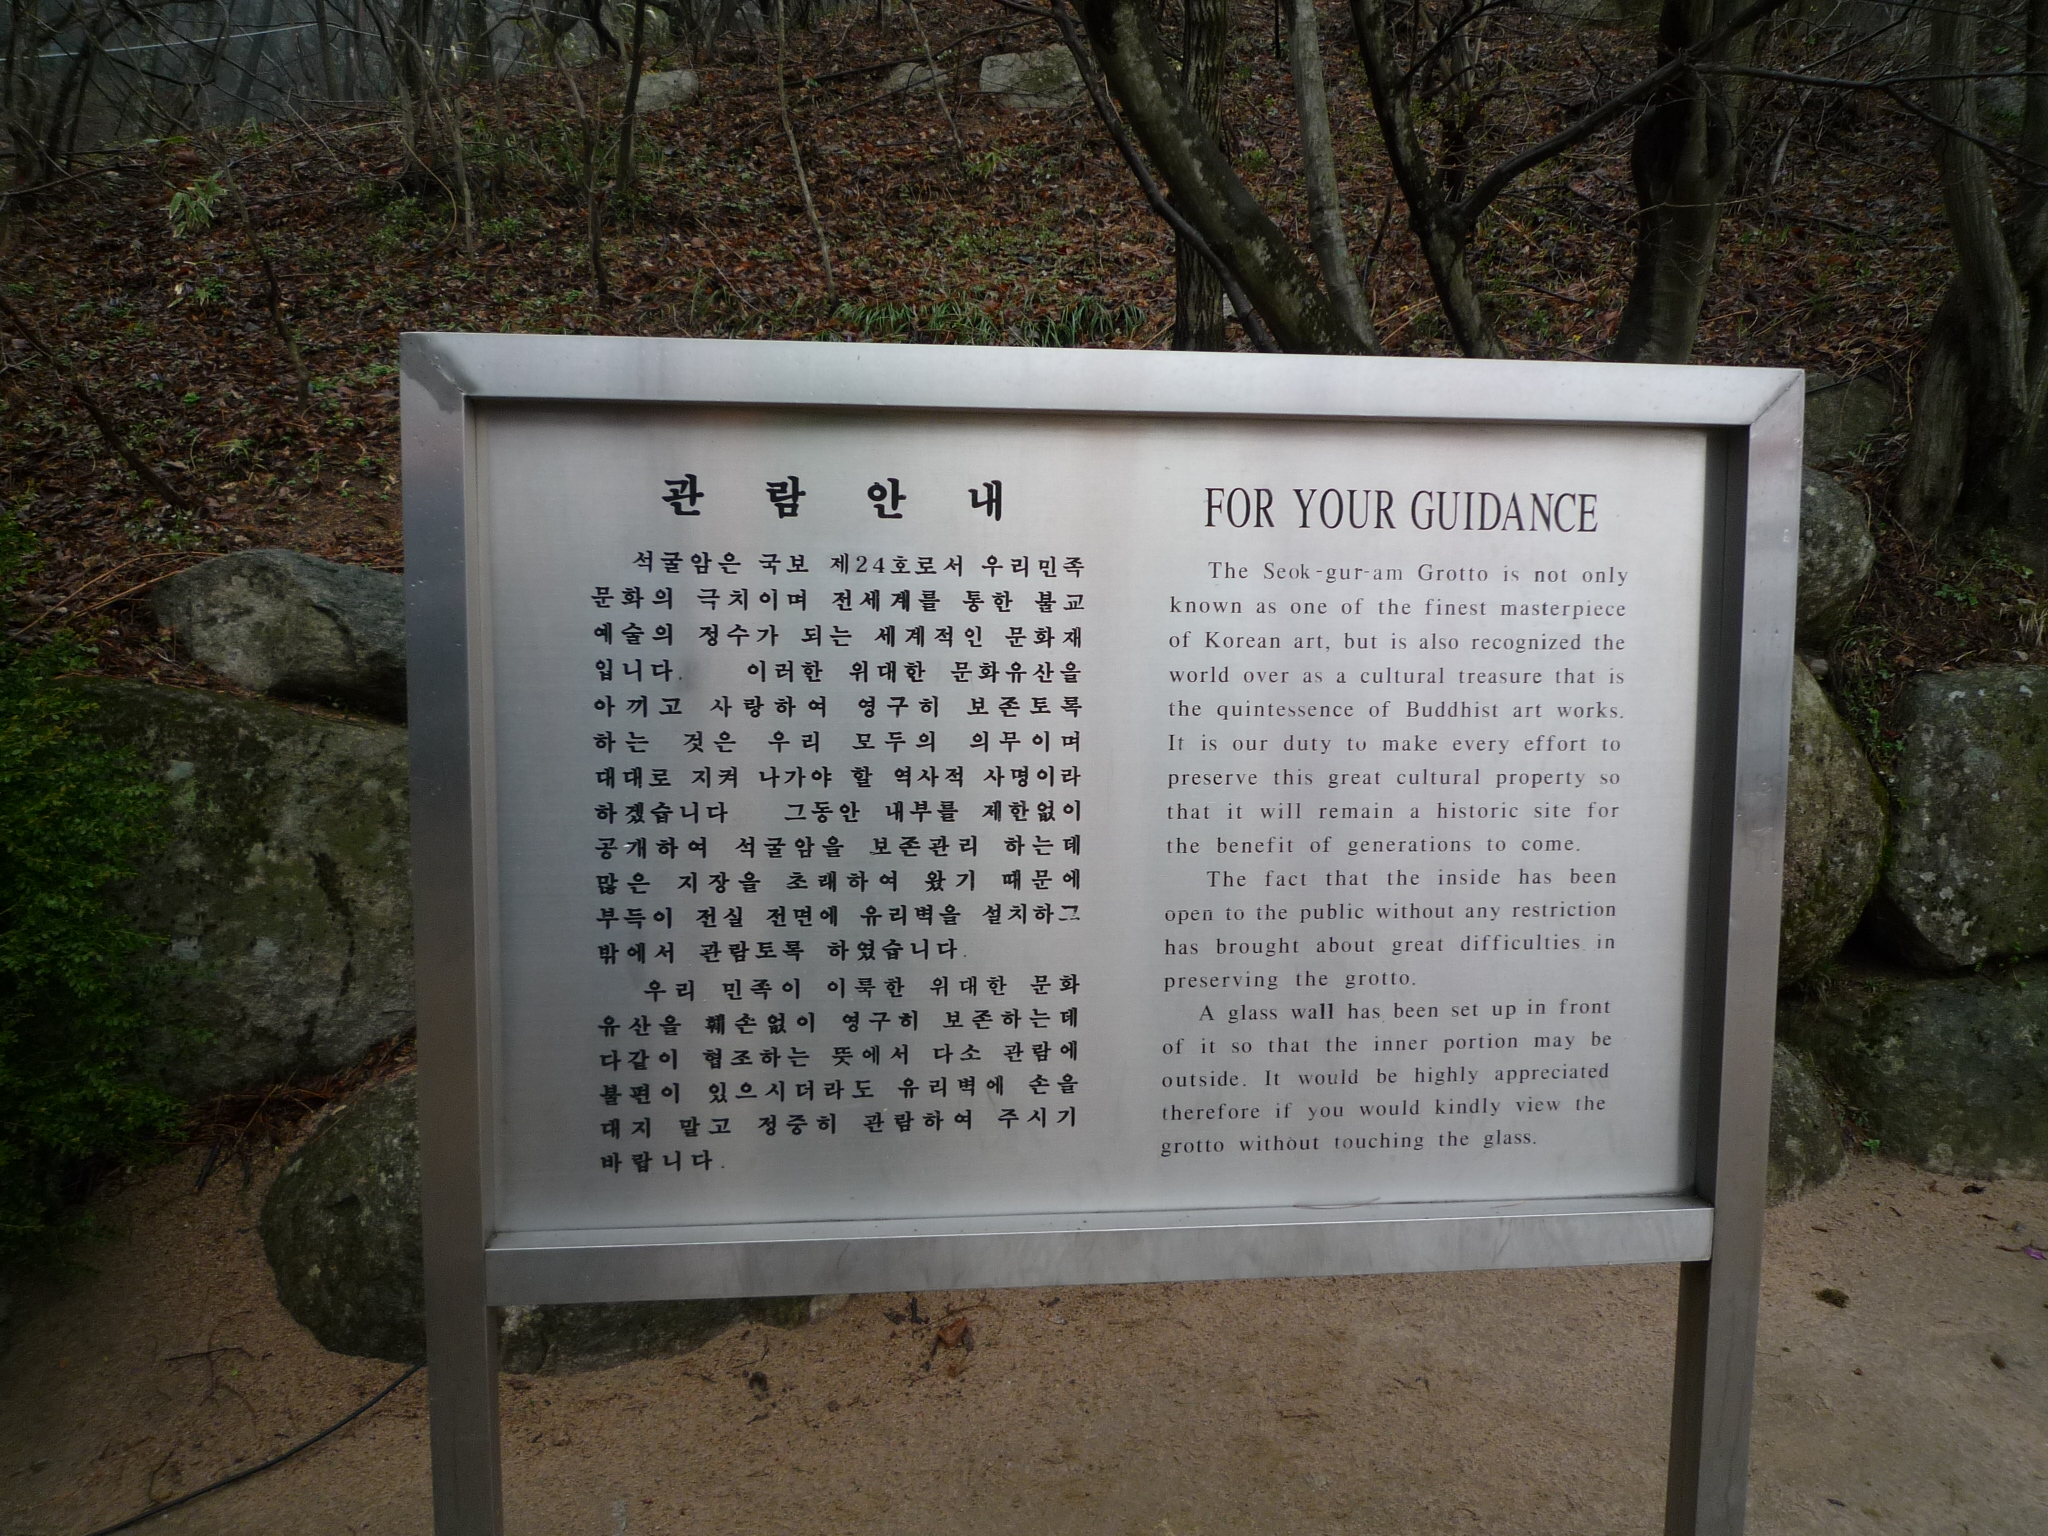 관 람 안 내
석굴암은 국보 제24호로서 우리민족
문화의 극치이며 전세계를 통한 불교
예술의 정수가 되는 세계적인 문화재
입니다. 이러한 위대한 문화유산을
아끼고 사랑하여 영구히 보존토록
하는 것은 우리 모두의 의무이며
대대로 지켜 나가야 할 역사적 사명이라
하겠습니다 그동안 내부를 제한없이
공개하여 석굴암을 보존관리 하는데
많은 지장을 초래하여 왔기 때문에
부득이 전실 전면에 유리벽을 설치하고
밖에서 관람토록 하였습니다.
우리 민족이 이룩한 위대한 문화
유산을 훼손없이 영구히 보존하는데
다같이 협조하는 뜻에서 다소 관람에
불편이 있으시더라도 유리벽에 손을
대지 말고 정중히 관람하여 주시기
바랍니다.
FOR YOUR GUIDANCE
The Seok-gur-am Grotto is not only
known as one of the finest masterpiece
of Korean art, but is also recognized the
world over as a cultural treasure that is
the quintessence of Buddhist art works.
It is our duty to make every effort to
preserve this great cultural property so
that it will remain a historic site for
the benefit of generations to come.
The fact that the inside has been
open to the public without any restriction
has brought about great difficulties in
preserving the grotto.
A glass wall has been set up in front
of it so that the inner portion may be
outside. It would be highly appreciated
therefore if you would kindly view the
grotto without touching the glass.